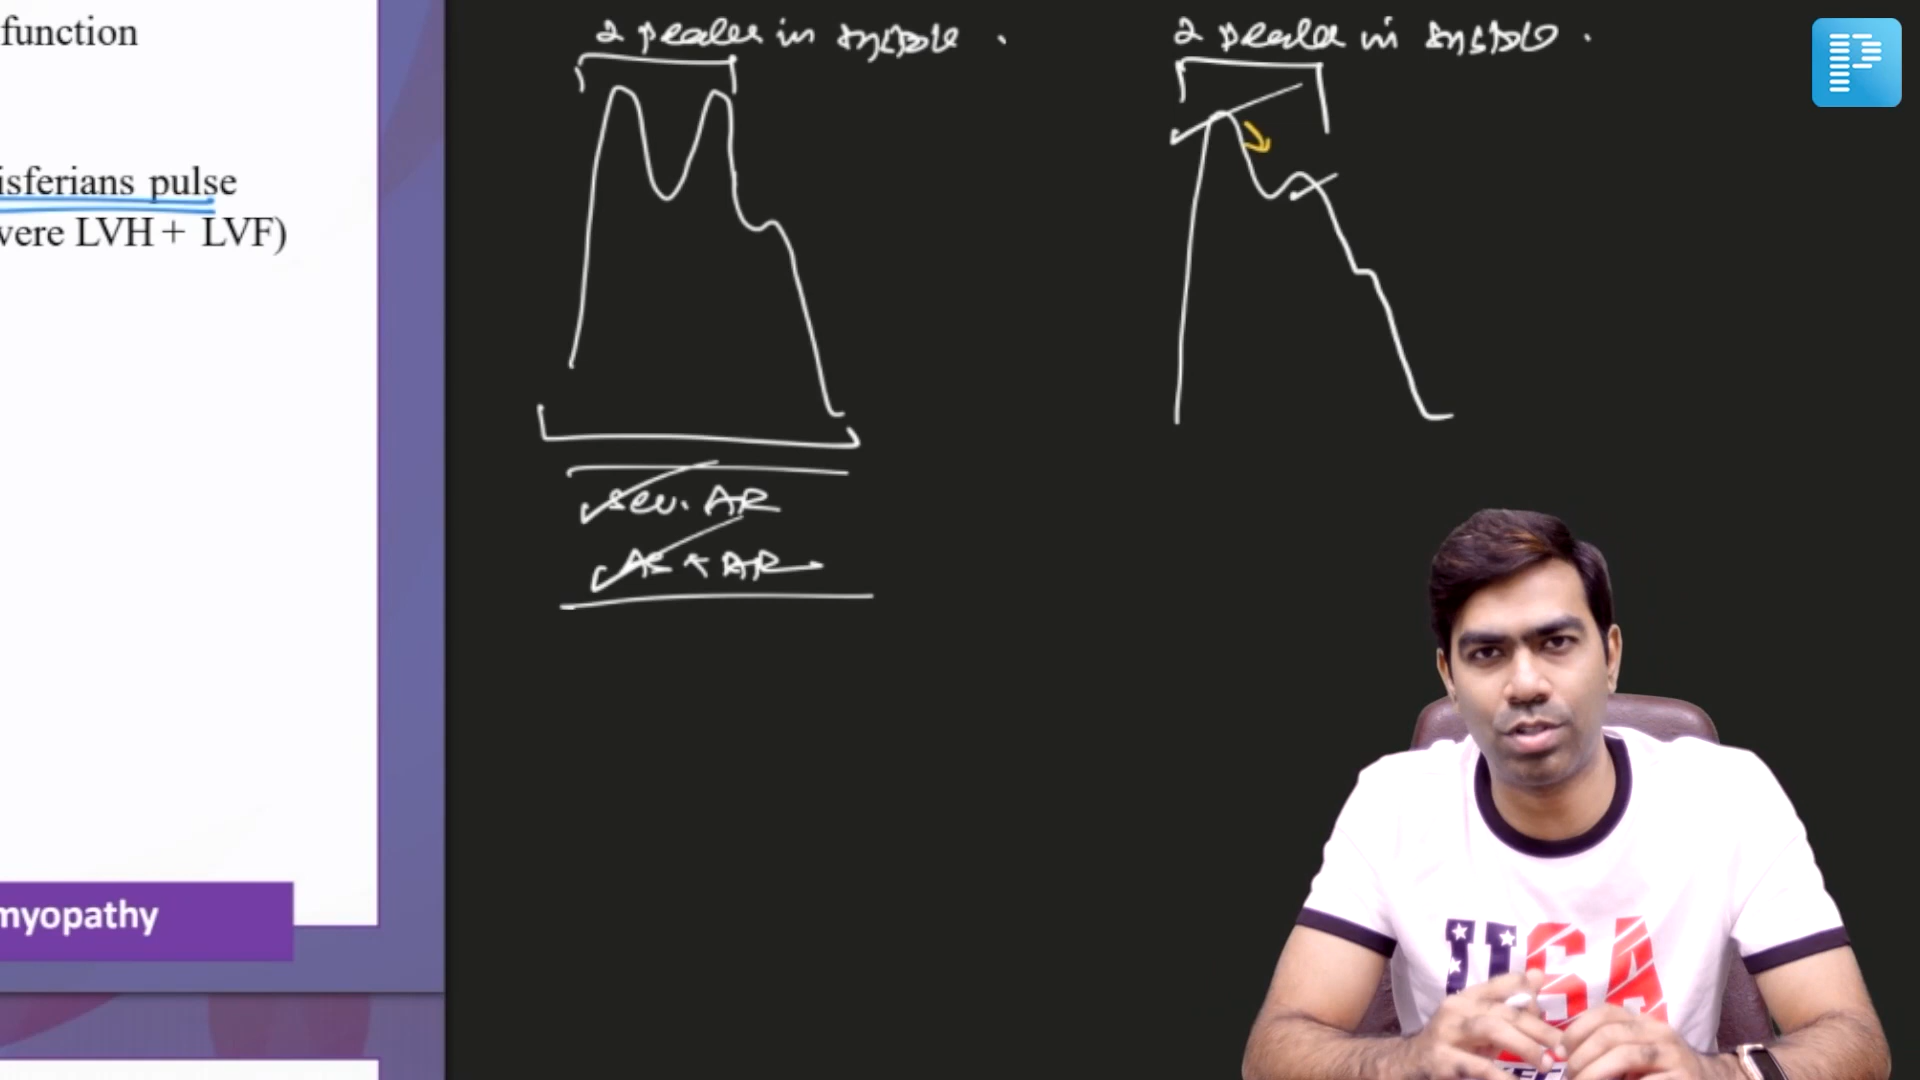 function
isferians pulse
vere LVH + LVF)
myopathy
2 peaks in systole .
2 peaks in systole .
sev. AR
AS + AR
USA